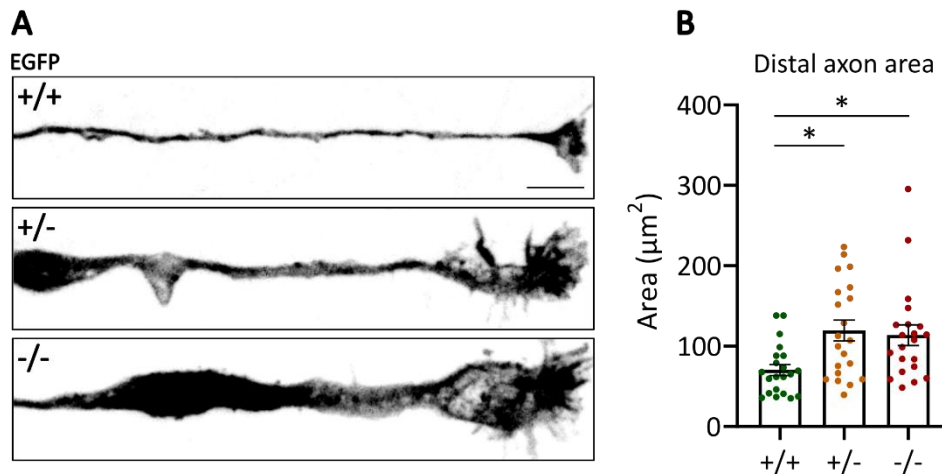 A
EGFP
+/+
+/-
-/-
B
Distal axon area
Area (µm²)
400
300
200
100
0
*
*
+/+ +/- -/-